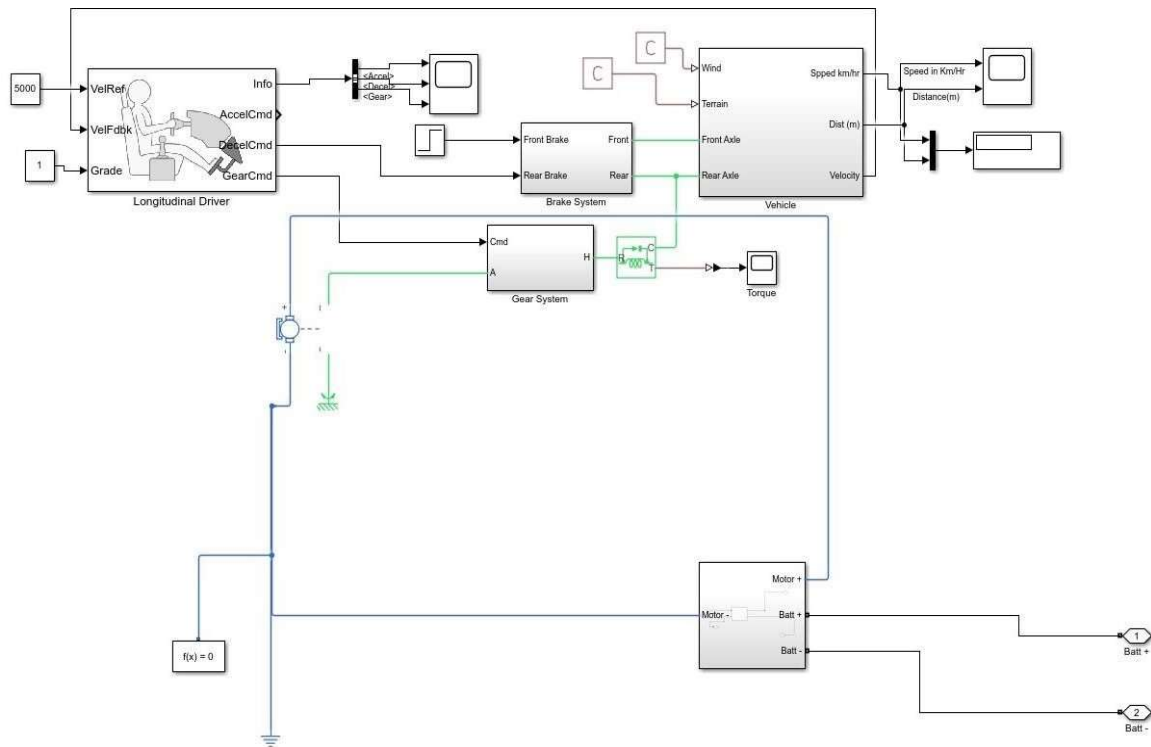 5000
1
VelRef
VelFdbk
Grade
Info
AccelCmd
DecelCmd
GearCmd
Longitudinal Driver
<Accel>
<Decel>
<Gear>
C
C
Front Brake
Rear Brake
Front
Rear
Brake System
Wind
Terrain
Front Axle
Rear Axle
Spped km/hr
Dist (m)
Velocity
Vehicle
Speed in Km/Hr
Distance(m)
Cmd
A
H
Gear System
R
C
T
Torque
+
-
f(x) = 0
Motor -
Motor +
Batt +
Batt -
1
Batt +
2
Batt -